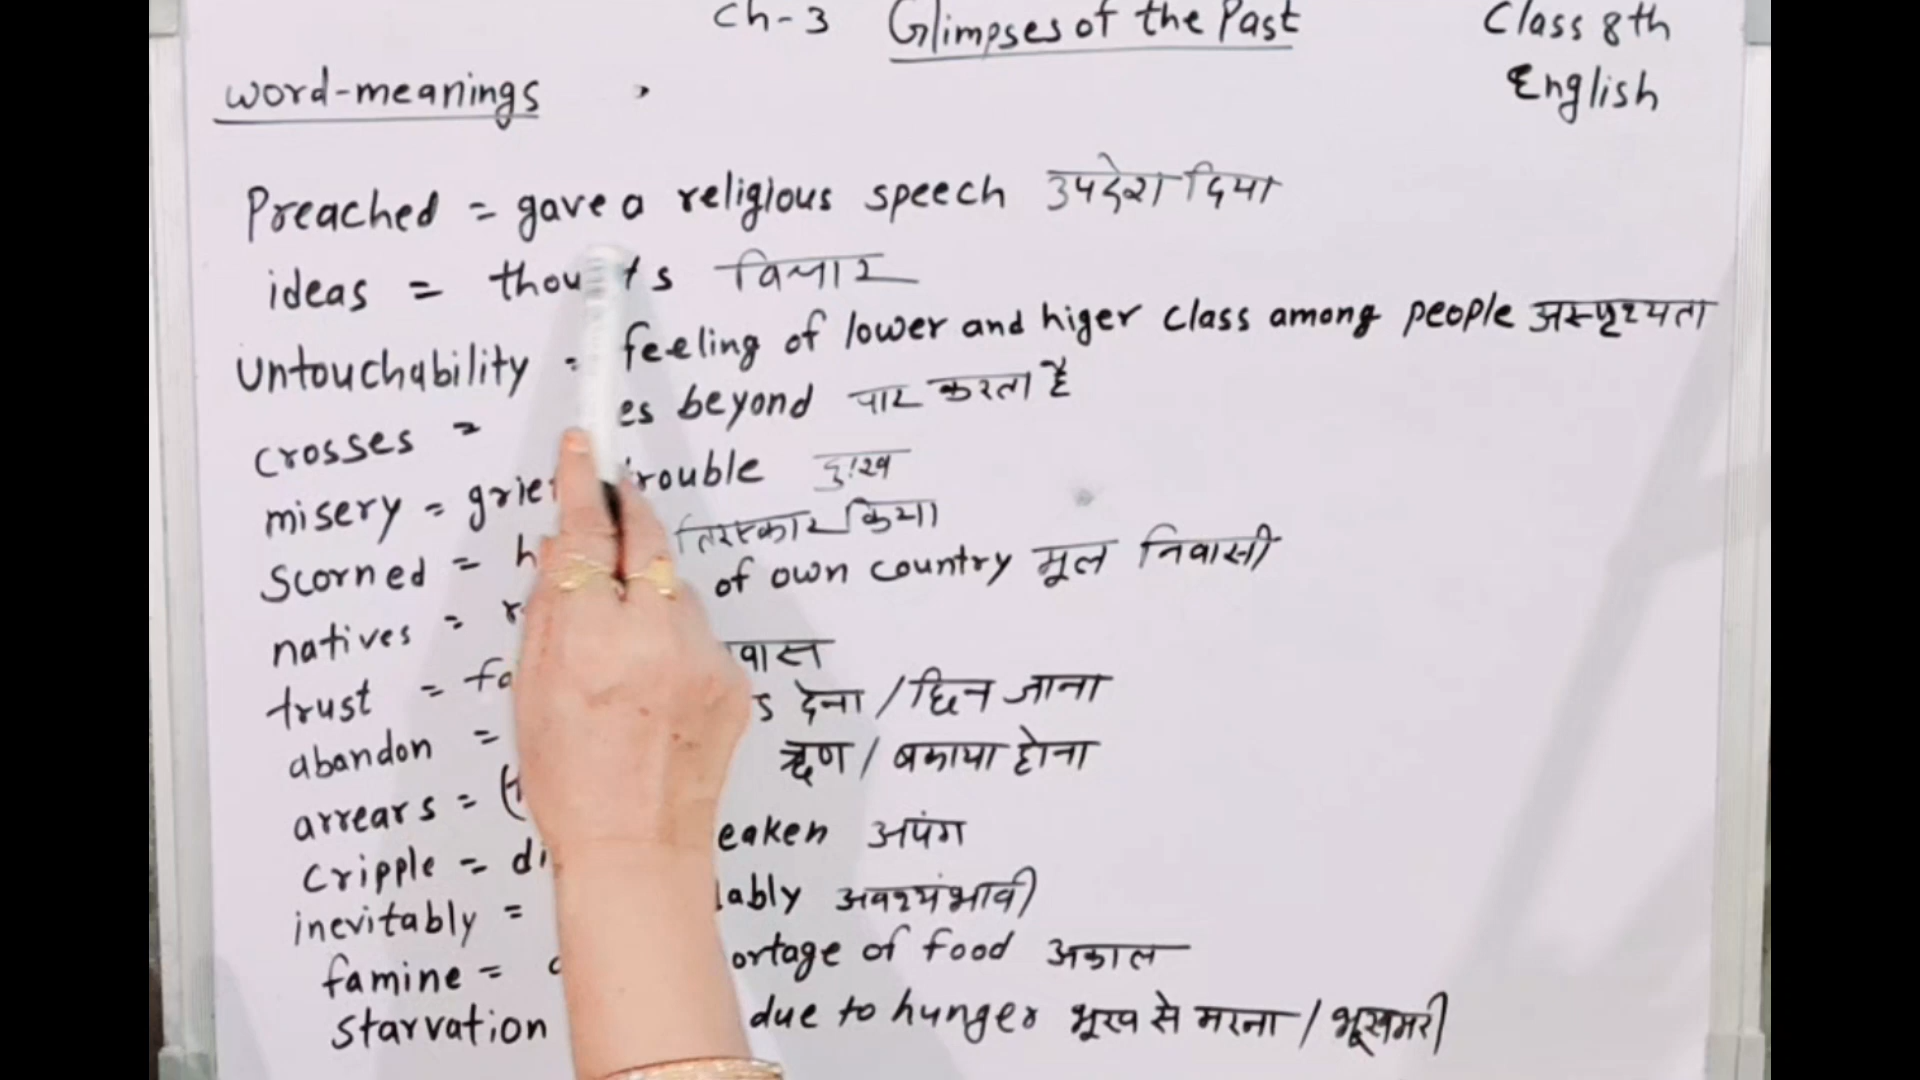 Ch-3 Glimpses of the Past Class 8th
English
word-meanings
Preached = gave a religious speech उपदेश दिया
ideas = thou ts विचार
Untouchability = feeling of lower and higer class among people अस्पृश्यता
crosses = es beyond पार करता है
misery = grie rouble दुःख
Scorned = h तिरस्कार किया
natives = r of own country मूल निवासी
trust = fa वास
abandon = ड देना / छिन जाना
arrears = ( ऋण / बकाया होना
Cripple = di eaken अपंग
inevitably = ably अवश्यंभावी
famine = ortage of food अकाल
Starvation due to hunger भूख से मरना / भूखमरी